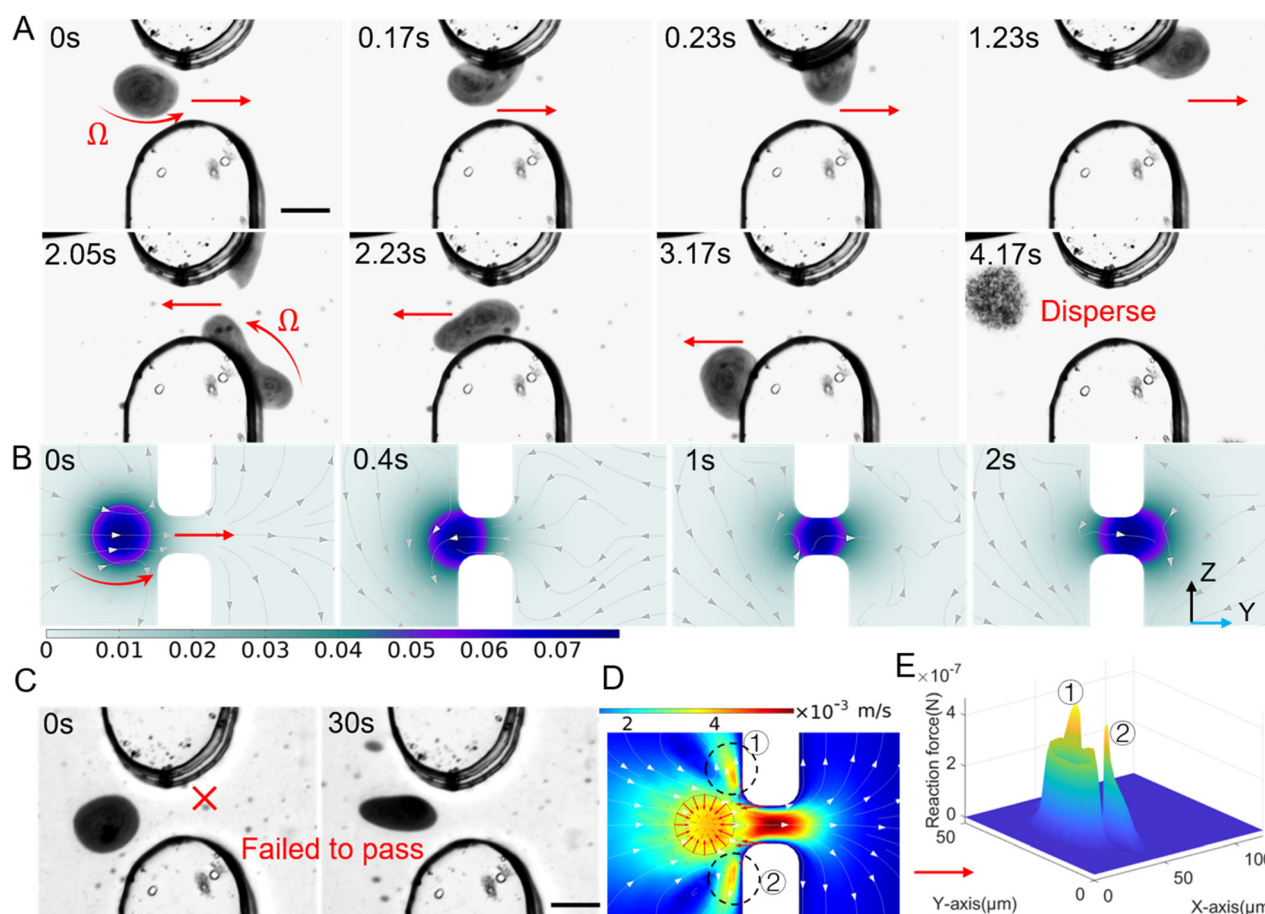 A
0s
0.17s
0.23s
1.23s
Ω
2.05s
2.23s
3.17s
4.17s
Ω
Disperse
B
0s
0.4s
1s
2s
Z
Y
0 0.01 0.02 0.03 0.04 0.05 0.06 0.07
C
0s
30s
Failed to pass
D
2 4 ×10⁻³ m/s
①
②
E
×10⁻⁷
①
②
Reaction force(N)
4
2
0
50
0
0
50
100
Y-axis(μm)
X-axis(μm)